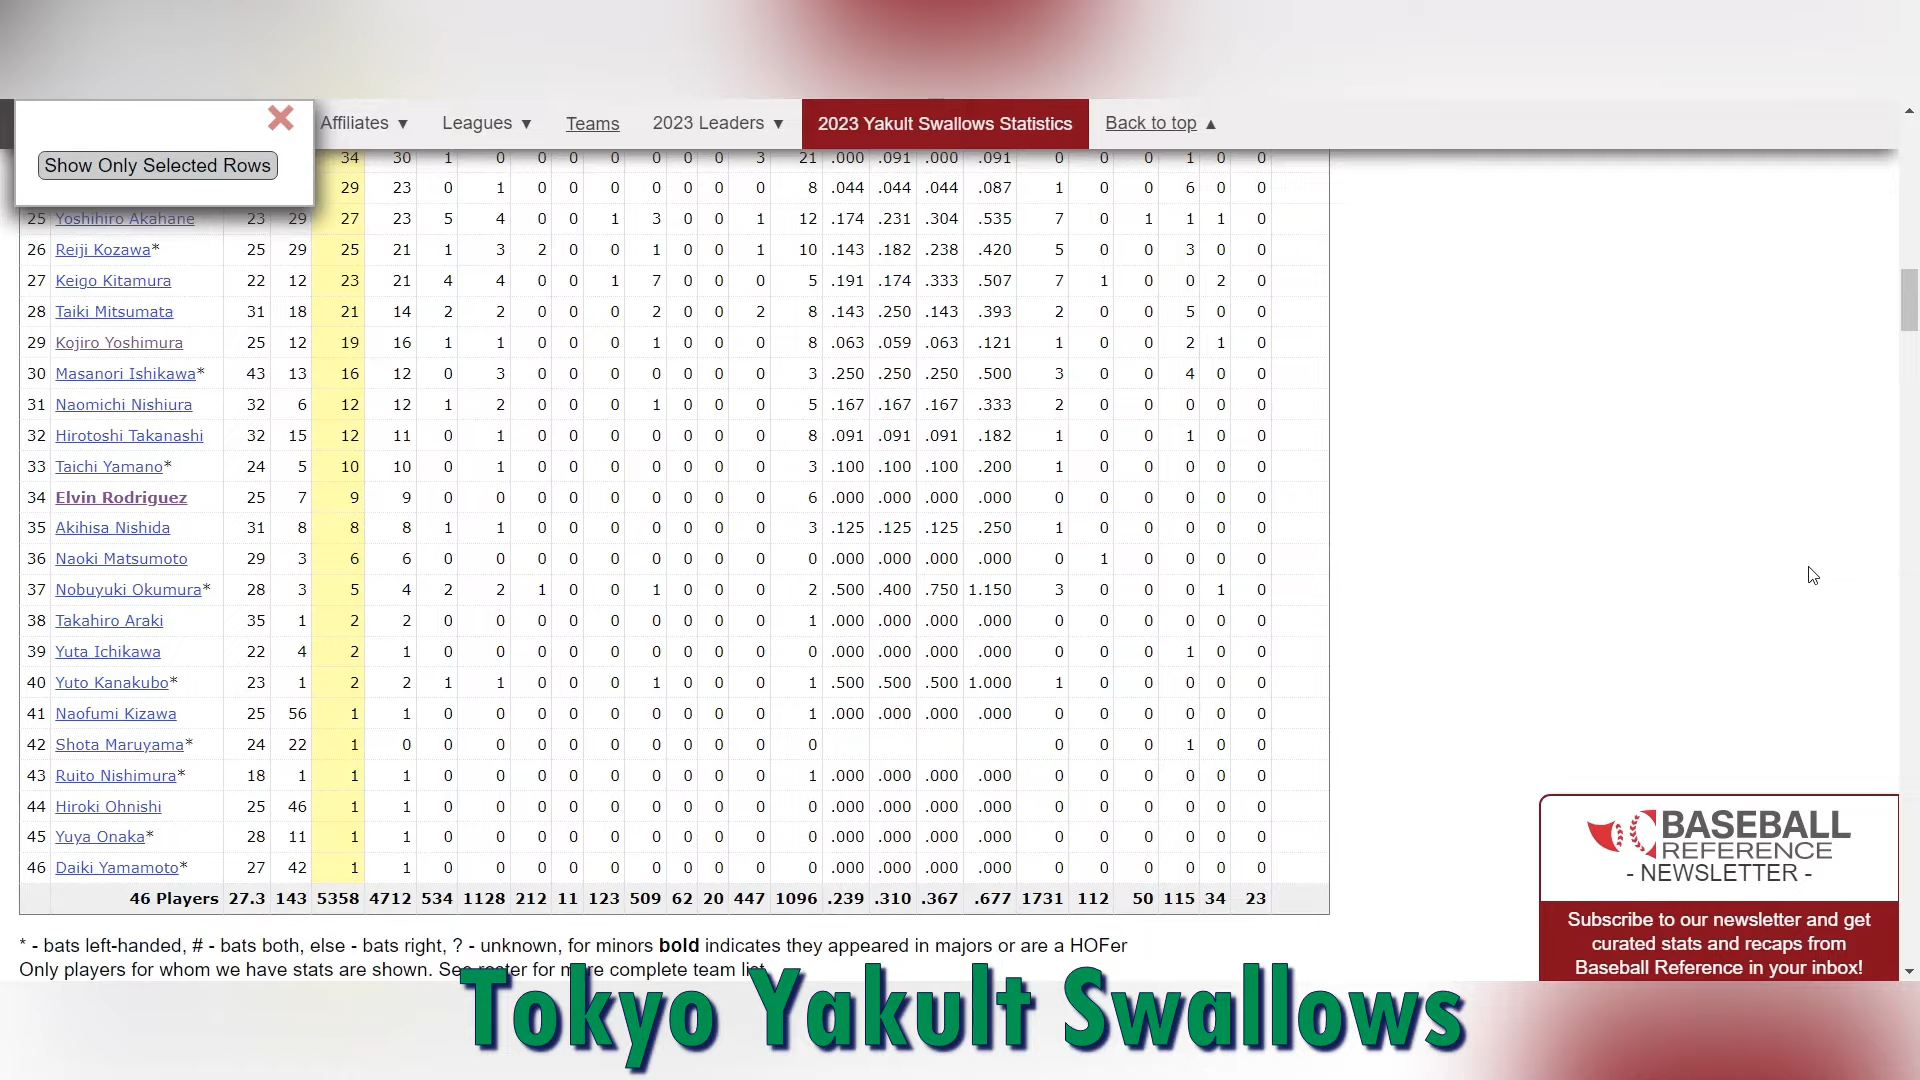 Affiliates ▼ Leagues ▼ Teams 2023 Leaders ▼ 2023 Yakult Swallows Statistics Back to top ▲
Show Only Selected Rows
34 30 1 0 0 0 0 0 0 3 21 .000 .091 .000 .091 0 0 0 1 0 0
29 23 0 1 0 0 0 0 0 0 0 8 .044 .044 .044 .087 1 0 0 6 0 0
25 Yoshihiro Akahane 23 29 27 23 5 4 0 0 1 3 0 0 1 12 .174 .231 .304 .535 7 0 1 1 1 0
26 Reiji Kozawa* 25 29 25 21 1 3 2 0 0 1 0 0 1 10 .143 .182 .238 .420 5 0 0 3 0 0
27 Keigo Kitamura 22 12 23 21 4 4 0 0 1 7 0 0 0 5 .191 .174 .333 .507 7 1 0 0 2 0
28 Taiki Mitsumata 31 18 21 14 2 2 0 0 0 2 0 0 2 8 .143 .250 .143 .393 2 0 0 5 0 0
29 Kojiro Yoshimura 25 12 19 16 1 1 0 0 0 1 0 0 0 8 .063 .059 .063 .121 1 0 0 2 1 0
30 Masanori Ishikawa* 43 13 16 12 0 3 0 0 0 0 0 0 0 3 .250 .250 .250 .500 3 0 0 4 0 0
31 Naomichi Nishiura 32 6 12 12 1 2 0 0 0 1 0 0 0 5 .167 .167 .167 .333 2 0 0 0 0 0
32 Hirotoshi Takanashi 32 15 12 11 0 1 0 0 0 0 0 0 0 8 .091 .091 .091 .182 1 0 0 1 0 0
33 Taichi Yamano* 24 5 10 10 0 1 0 0 0 0 0 0 0 3 .100 .100 .100 .200 1 0 0 0 0 0
34 Elvin Rodriguez 25 7 9 9 0 0 0 0 0 0 0 0 0 6 .000 .000 .000 .000 0 0 0 0 0 0
35 Akihisa Nishida 31 8 8 8 1 1 0 0 0 0 0 0 0 3 .125 .125 .125 .250 1 0 0 0 0 0
36 Naoki Matsumoto 29 3 6 6 0 0 0 0 0 0 0 0 0 0 .000 .000 .000 .000 0 1 0 0 0 0
37 Nobuyuki Okumura* 28 3 5 4 2 2 1 0 0 1 0 0 0 2 .500 .400 .750 1.150 3 0 0 0 1 0
38 Takahiro Araki 35 1 2 2 0 0 0 0 0 0 0 0 0 1 .000 .000 .000 .000 0 0 0 0 0 0
39 Yuta Ichikawa 22 4 2 1 0 0 0 0 0 0 0 0 0 0 .000 .000 .000 .000 0 0 0 1 0 0
40 Yuto Kanakubo* 23 1 2 2 1 1 0 0 0 1 0 0 0 1 .500 .500 .500 1.000 1 0 0 0 0 0
41 Naofumi Kizawa 25 56 1 1 0 0 0 0 0 0 0 0 0 1 .000 .000 .000 .000 0 0 0 0 0 0
42 Shota Maruyama* 24 22 1 0 0 0 0 0 0 0 0 0 0 0 0 0 0 1 0 0
43 Ruito Nishimura* 18 1 1 1 0 0 0 0 0 0 0 0 0 1 .000 .000 .000 .000 0 0 0 0 0 0
44 Hiroki Ohnishi 25 46 1 1 0 0 0 0 0 0 0 0 0 0 .000 .000 .000 .000 0 0 0 0 0 0
45 Yuya Onaka* 28 11 1 1 0 0 0 0 0 0 0 0 0 0 .000 .000 .000 .000 0 0 0 0 0 0
46 Daiki Yamamoto* 27 42 1 1 0 0 0 0 0 0 0 0 0 0 .000 .000 .000 .000 0 0 0 0 0 0
46 Players 27.3 143 5358 4712 534 1128 212 11 123 509 62 20 447 1096 .239 .310 .367 .677 1731 112 50 115 34 23
* - bats left-handed, # - bats both, else - bats right, ? - unknown, for minors bold indicates they appeared in majors or are a HOFer
Only players for whom we have stats are shown. See roster for more complete team list
BASEBALL
REFERENCE
- NEWSLETTER -
Subscribe to our newsletter and get
curated stats and recaps from
Baseball Reference in your inbox!
Tokyo Yakult Swallows